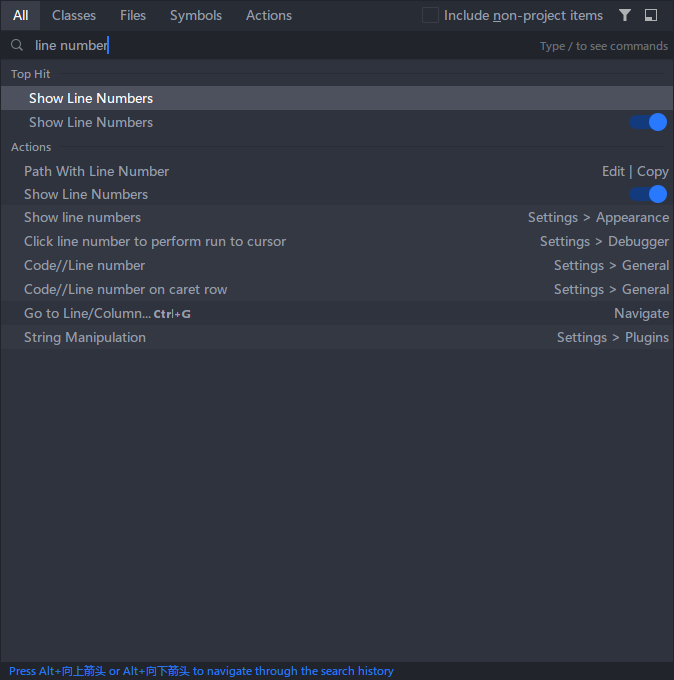 All Classes Files Symbols Actions Include non-project items
line number Type / to see commands
Top Hit
Show Line Numbers
Show Line Numbers
Actions
Path With Line Number Edit | Copy
Show Line Numbers
Show line numbers Settings > Appearance
Click line number to perform run to cursor Settings > Debugger
Code//Line number Settings > General
Code//Line number on caret row Settings > General
Go to Line/Column... Ctrl+G Navigate
String Manipulation Settings > Plugins
Press Alt+向上箭头 or Alt+向下箭头 to navigate through the search history